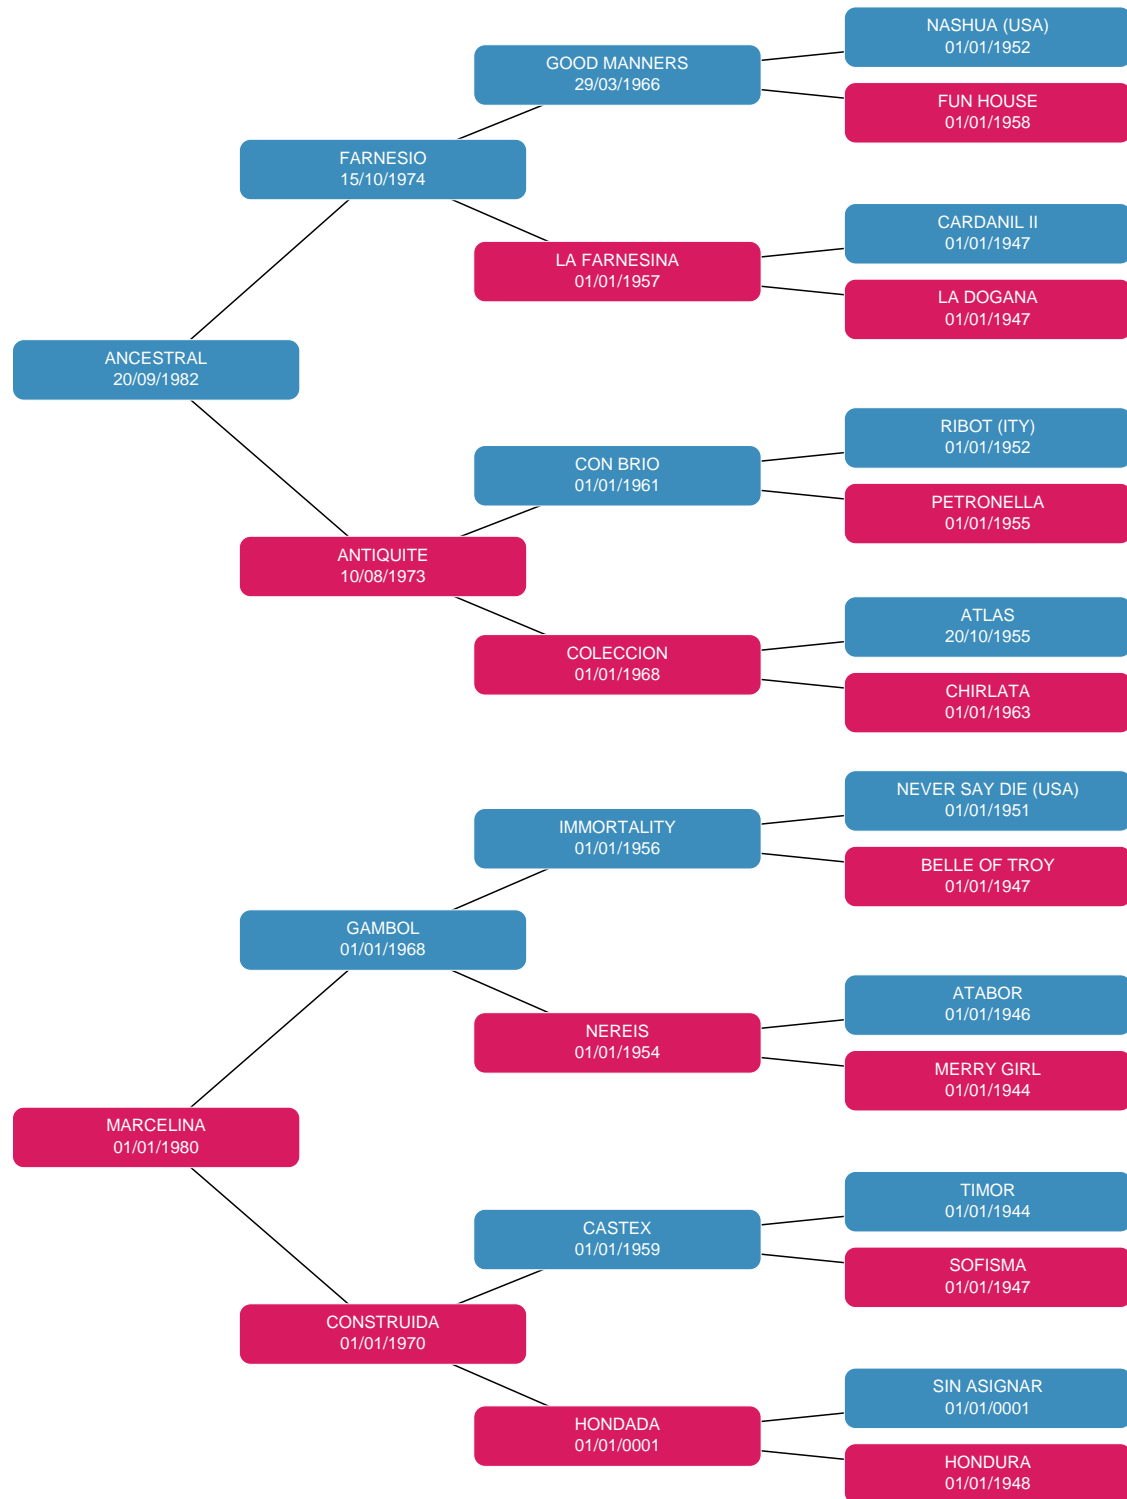 NASHUA (USA)
01/01/1952
GOOD MANNERS
29/03/1966
FUN HOUSE
01/01/1958
FARNESIO
15/10/1974
CARDANIL II
01/01/1947
LA FARNESINA
01/01/1957
LA DOGANA
01/01/1947
ANCESTRAL
20/09/1982
RIBOT (ITY)
01/01/1952
CON BRIO
01/01/1961
PETRONELLA
01/01/1955
ANTIQUITE
10/08/1973
ATLAS
20/10/1955
COLECCION
01/01/1968
CHIRLATA
01/01/1963
NEVER SAY DIE (USA)
01/01/1951
IMMORTALITY
01/01/1956
BELLE OF TROY
01/01/1947
GAMBOL
01/01/1968
ATABOR
01/01/1946
NEREIS
01/01/1954
MERRY GIRL
01/01/1944
MARCELINA
01/01/1980
TIMOR
01/01/1944
CASTEX
01/01/1959
SOFISMA
01/01/1947
CONSTRUIDA
01/01/1970
SIN ASIGNAR
01/01/0001
HONDADA
01/01/0001
HONDURA
01/01/1948